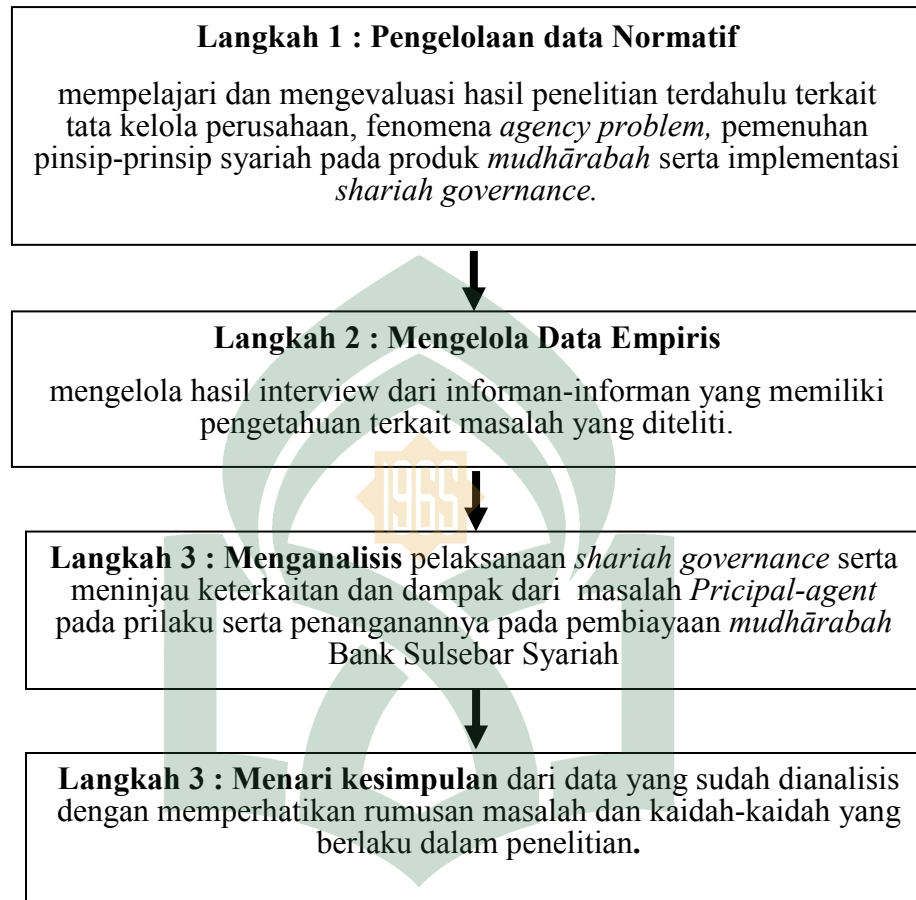 Langkah 1 : Pengelolaan data Normatif
mempelajari dan mengevaluasi hasil penelitian terdahulu terkait
tata kelola perusahaan, fenomena agency problem, pemenuhan
pinsip-prinsip syariah pada produk mudhārabah serta implementasi
shariah governance.
Langkah 2 : Mengelola Data Empiris
mengelola hasil interview dari informan-informan yang memiliki
pengetahuan terkait masalah yang diteliti.
1965
Langkah 3 : Menganalisis pelaksanaan shariah governance serta
meninjau keterkaitan dan dampak dari masalah Pricipal-agent
pada prilaku serta penanganannya pada pembiayaan mudhārabah
Bank Sulsebar Syariah
Langkah 3 : Menari kesimpulan dari data yang sudah dianalisis
dengan memperhatikan rumusan masalah dan kaidah-kaidah yang
berlaku dalam penelitian.